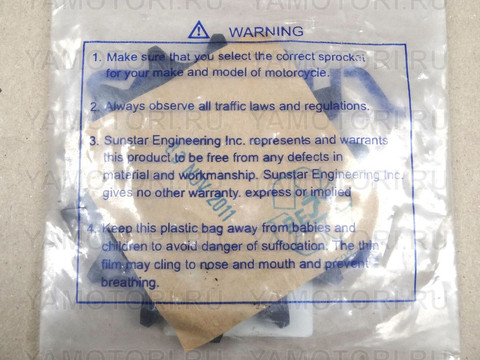 WARNING
1. Make sure that you select the correct sprocket
for your make and model of motorcycle.
2. Always observe all traffic laws and regulations.
3. Sunstar Engineering Inc. represents and warrants
this product to be free from any defects in
material and workmanship. Sunstar Engineering Inc.
gives no other warranty. express or implied
4. Keep this plastic bag away from babies and
children to avoid danger of suffocation. The thin
film may cling to nose and mouth and prevent
breathing.
2011
YAMOTORI.RU